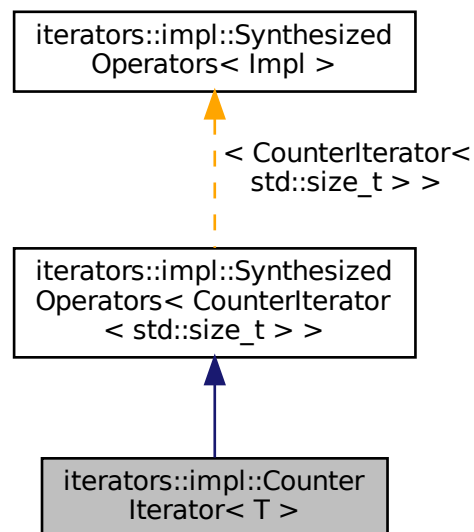 iterators::impl::Synthesized
Operators< Impl >
< CounterIterator<
std::size_t > >
iterators::impl::Synthesized
Operators< CounterIterator
< std::size_t > >
iterators::impl::Counter
Iterator< T >